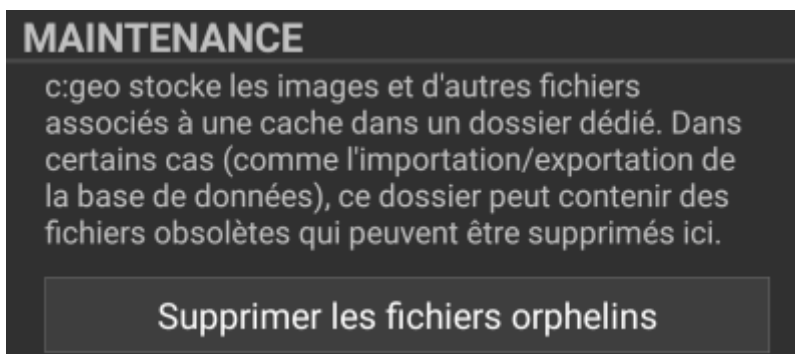 MAINTENANCE
c:geo stocke les images et d'autres fichiers
associés à une cache dans un dossier dédié. Dans
certains cas (comme l'importation/exportation de
la base de données), ce dossier peut contenir des
fichiers obsolètes qui peuvent être supprimés ici.
Supprimer les fichiers orphelins